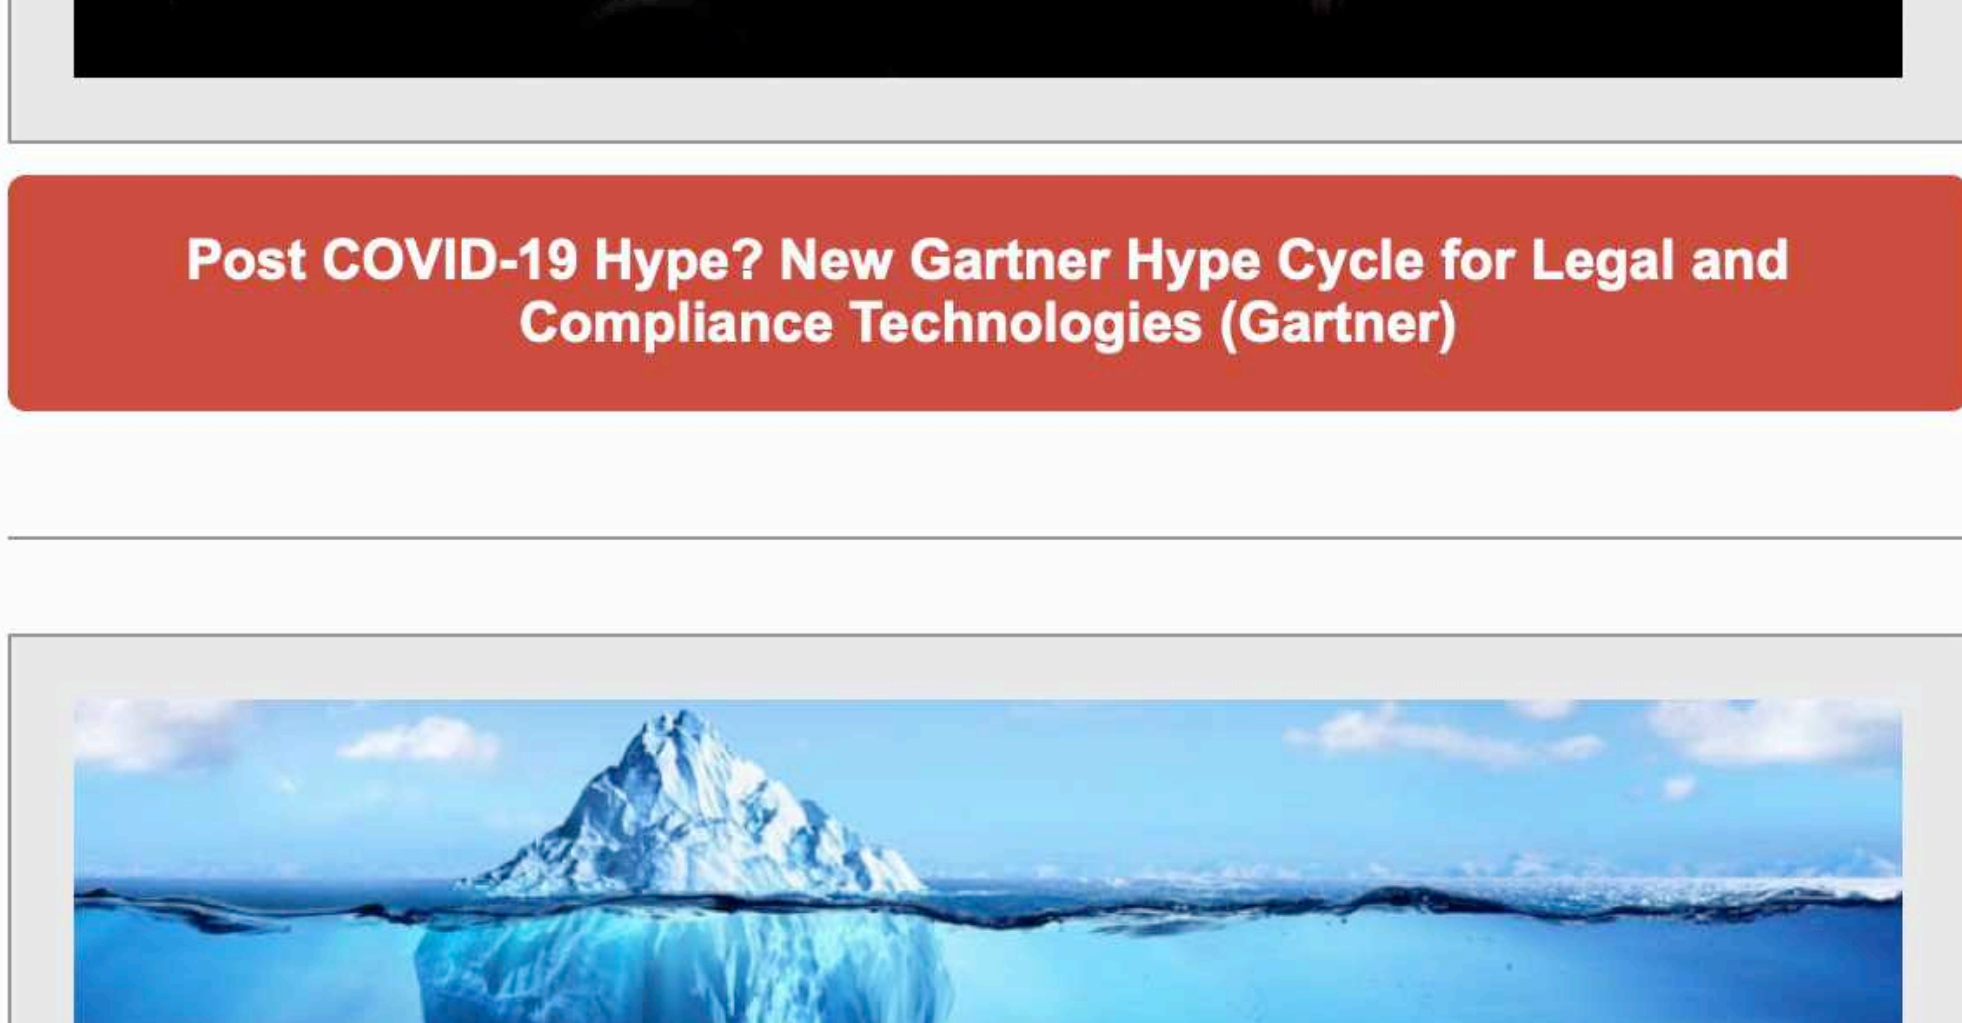 Post COVID-19 Hype? New Gartner Hype Cycle for Legal and
Compliance Technologies (Gartner)